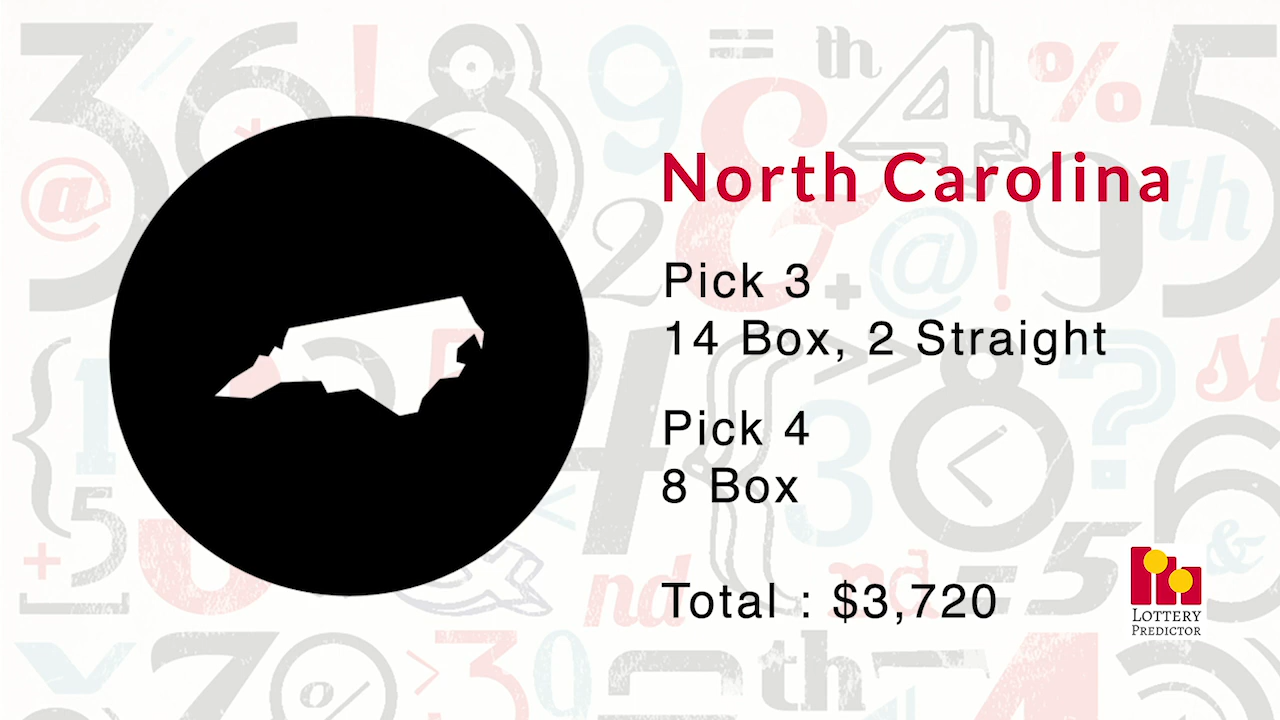 North Carolina
Pick 3
14 Box, 2 Straight
Pick 4
8 Box
Total : $3,720
LOTTERY
PREDICTOR